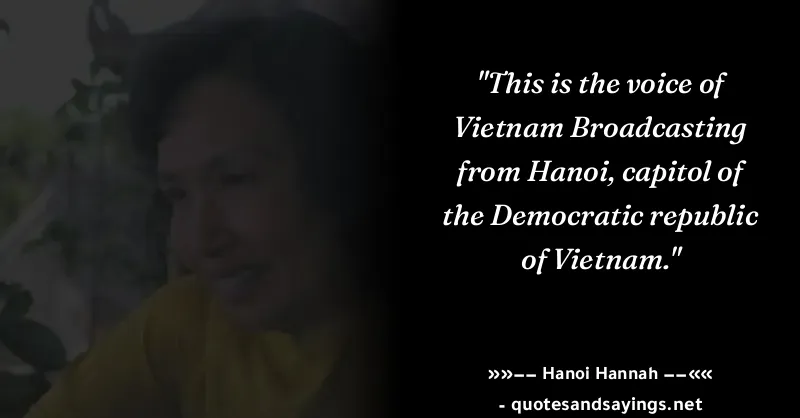 "This is the voice of
Vietnam Broadcasting
from Hanoi, capitol of
the Democratic republic
of Vietnam."
»»−− Hanoi Hannah −−««
- quotesandsayings.net